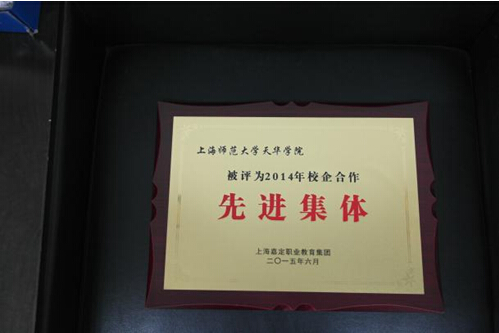 上海师范大学天华学院
被评为2014年校企合作
先进集体
上海嘉定职业教育集团
二〇一五年六月